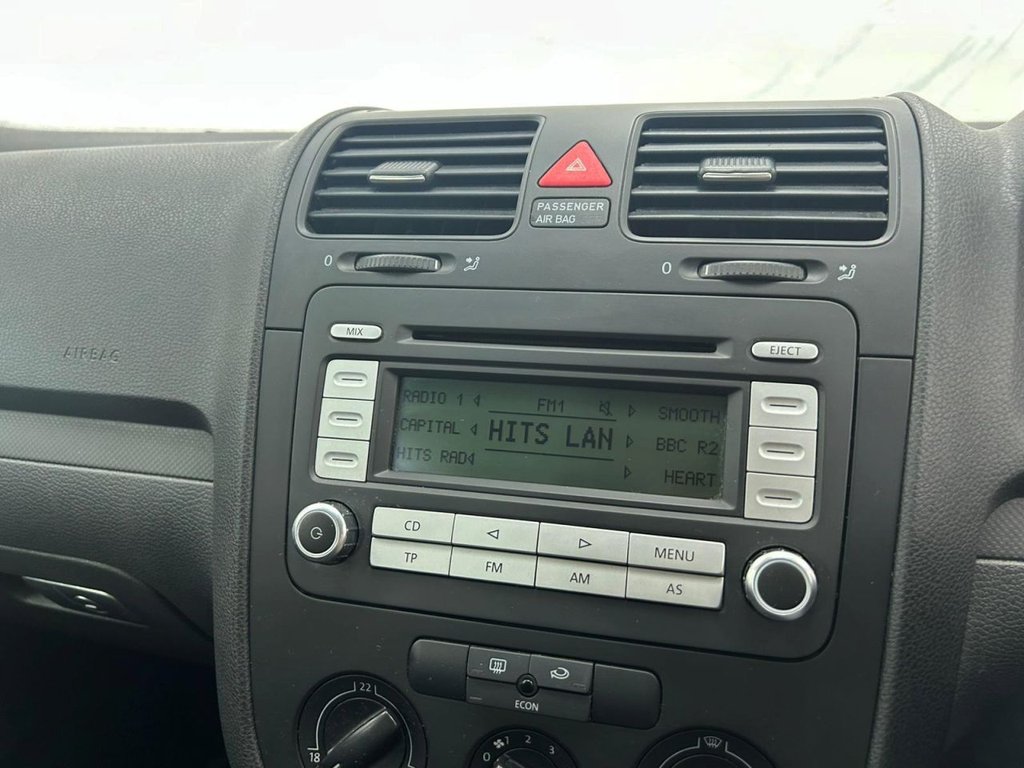 PASSENGER
AIR BAG
0
0
AIRBAG
MIX
EJECT
RADIO 1 FM1 SMOOTH
CAPITAL HITS LAN BBC R2
HITS RAD HEART
CD MENU
TP FM AM AS
ECON
22
18
0 1 2 3